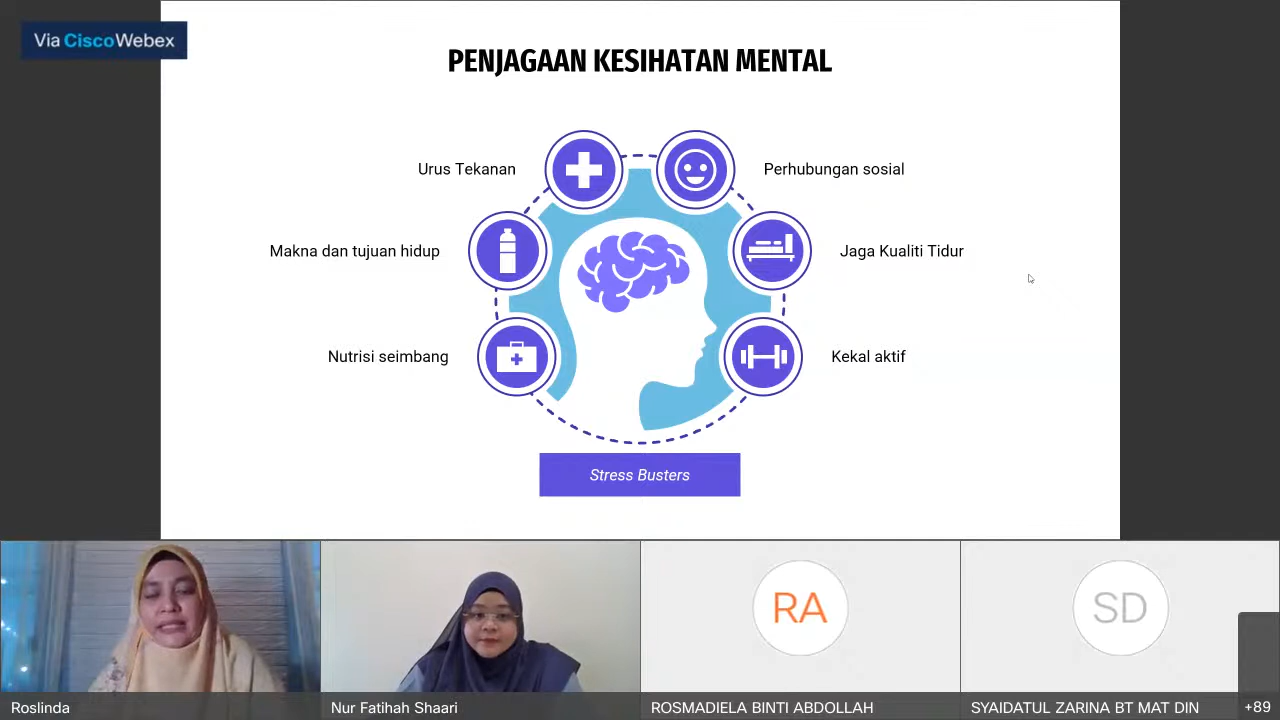 Via CiscoWebex
PENJAGAAN KESIHATAN MENTAL
Urus Tekanan
Perhubungan sosial
Makna dan tujuan hidup
Jaga Kualiti Tidur
Nutrisi seimbang
Kekal aktif
Stress Busters
RA
SD
Roslinda
Nur Fatihah Shaari
ROSMADIELA BINTI ABDOLLAH
SYAIDATUL ZARINA BT MAT DIN
+89